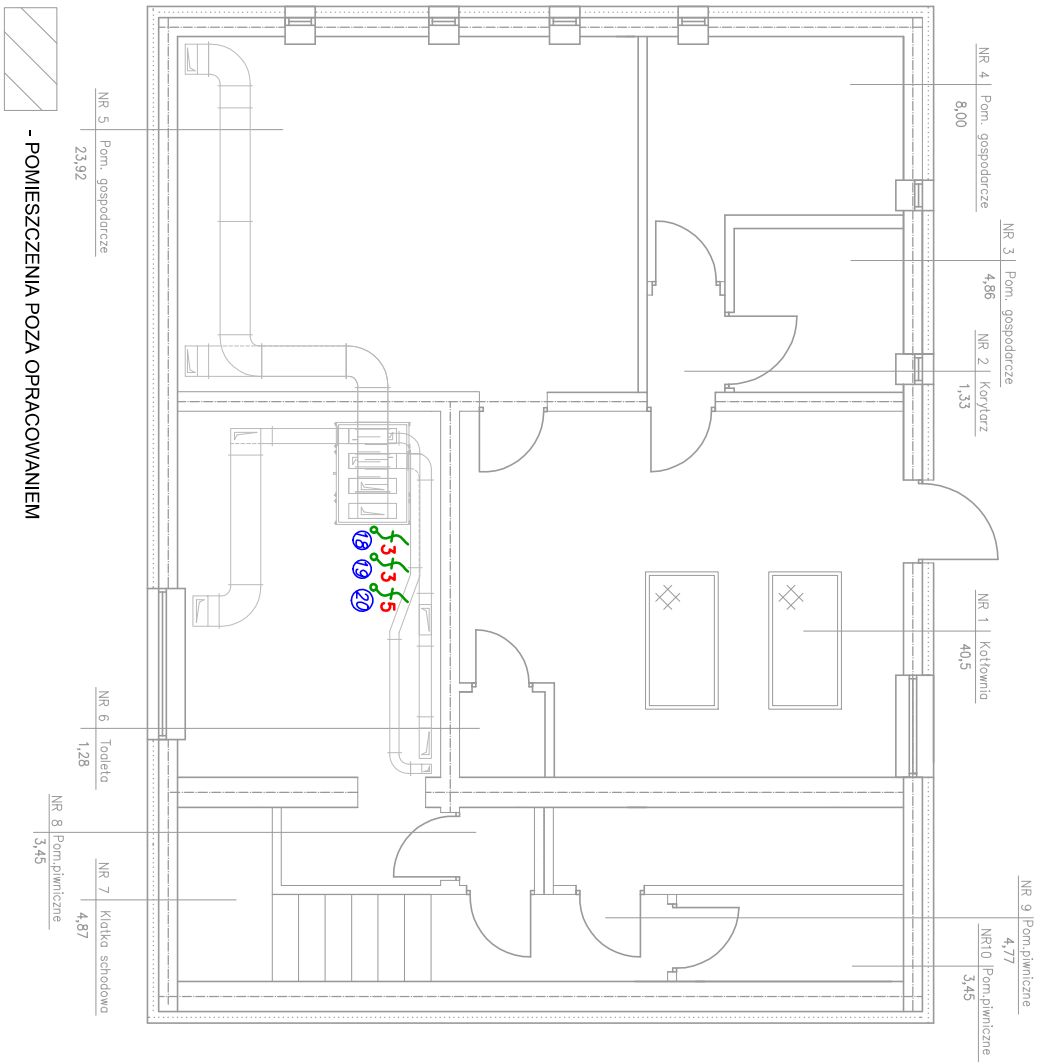 NR 4 Pom. gospodarcze
8,00
NR 3 Pom. gospodarcze
4,86
NR 2 Korytarz
1,33
NR 1 Kotłownia
40,5
NR 9 Pom.piwniczne
4,77
NR10 Pom.piwniczne
3,45
NR 5 Pom. gospodarcze
23,92
NR 6 Toaleta
1,28
NR 8 Pom.piwniczne
3,45
NR 7 Klatka schodowa
4,87
18 3
19 3
20 5
- POMIESZCZENIA POZA OPRACOWANIEM